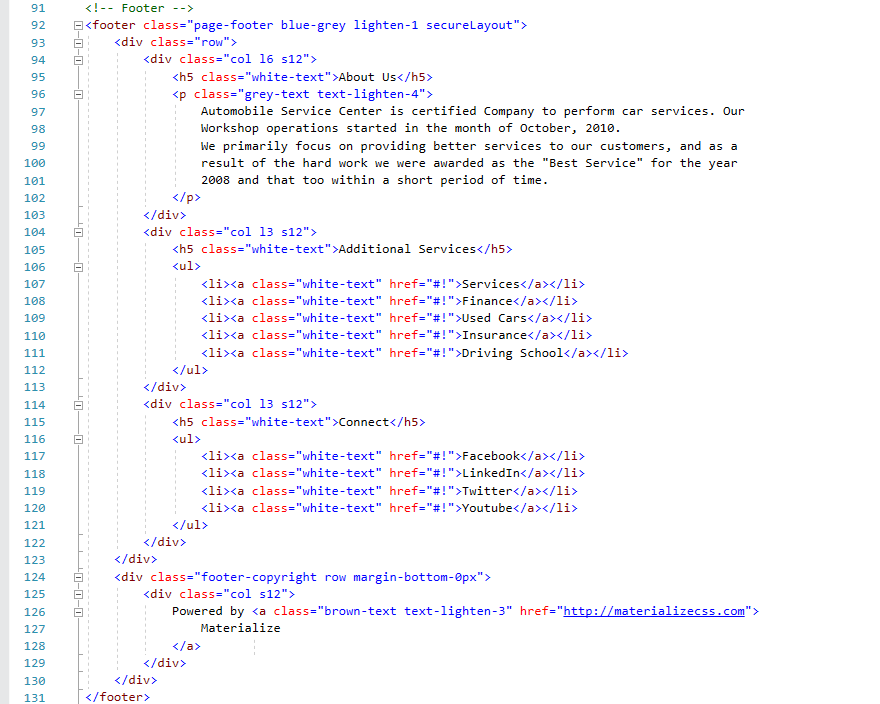 91 <!-- Footer -->
92 <footer class="page-footer blue-grey lighten-1 secureLayout">
93 <div class="row">
94 <div class="col l6 s12">
95 <h5 class="white-text">About Us</h5>
96 <p class="grey-text text-lighten-4">
97 Automobile Service Center is certified Company to perform car services. Our
98 Workshop operations started in the month of October, 2010.
99 We primarily focus on providing better services to our customers, and as a
100 result of the hard work we were awarded as the "Best Service" for the year
101 2008 and that too within a short period of time.
102 </p>
103 </div>
104 <div class="col l3 s12">
105 <h5 class="white-text">Additional Services</h5>
106 <ul>
107 <li><a class="white-text" href="#!">Services</a></li>
108 <li><a class="white-text" href="#!">Finance</a></li>
109 <li><a class="white-text" href="#!">Used Cars</a></li>
110 <li><a class="white-text" href="#!">Insurance</a></li>
111 <li><a class="white-text" href="#!">Driving School</a></li>
112 </ul>
113 </div>
114 <div class="col l3 s12">
115 <h5 class="white-text">Connect</h5>
116 <ul>
117 <li><a class="white-text" href="#!">Facebook</a></li>
118 <li><a class="white-text" href="#!">LinkedIn</a></li>
119 <li><a class="white-text" href="#!">Twitter</a></li>
120 <li><a class="white-text" href="#!">Youtube</a></li>
121 </ul>
122 </div>
123 </div>
124 <div class="footer-copyright row margin-bottom-0px">
125 <div class="col s12">
126 Powered by <a class="brown-text text-lighten-3" href="http://materializecss.com">
127 Materialize
128 </a>
129 </div>
130 </div>
131 </footer>